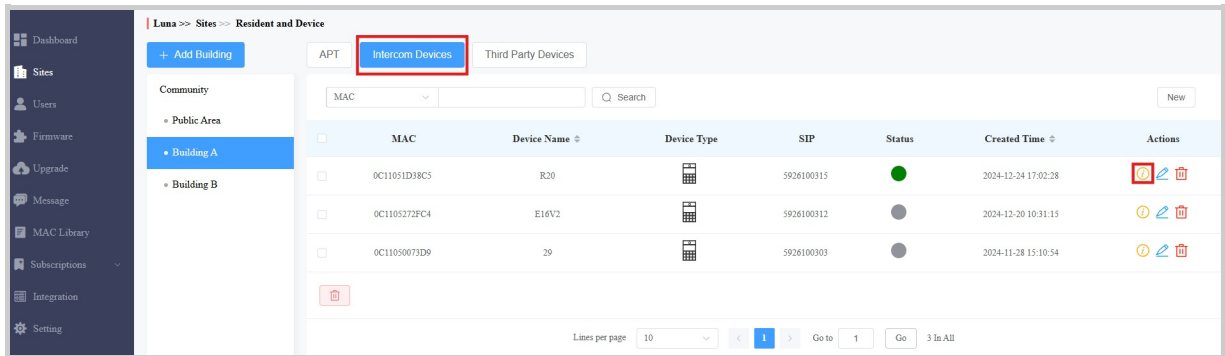 Luna >> Sites >> Resident and Device
Dashboard
Sites
Users
Firmware
Upgrade
Message
MAC Library
Subscriptions
Integration
Setting
+ Add Building
Community
Public Area
Building A
Building B
APT Intercom Devices Third Party Devices
MAC Search New
MAC Device Name Device Type SIP Status Created Time Actions
0C11051D38C5 R20 5926100315 2024-12-24 17:02:28
0C1105272FC4 E16V2 5926100312 2024-12-20 10:31:15
0C11050073D9 29 5926100303 2024-11-28 15:10:54
Lines per page 10 < 1 > Go to 1 Go 3 In All